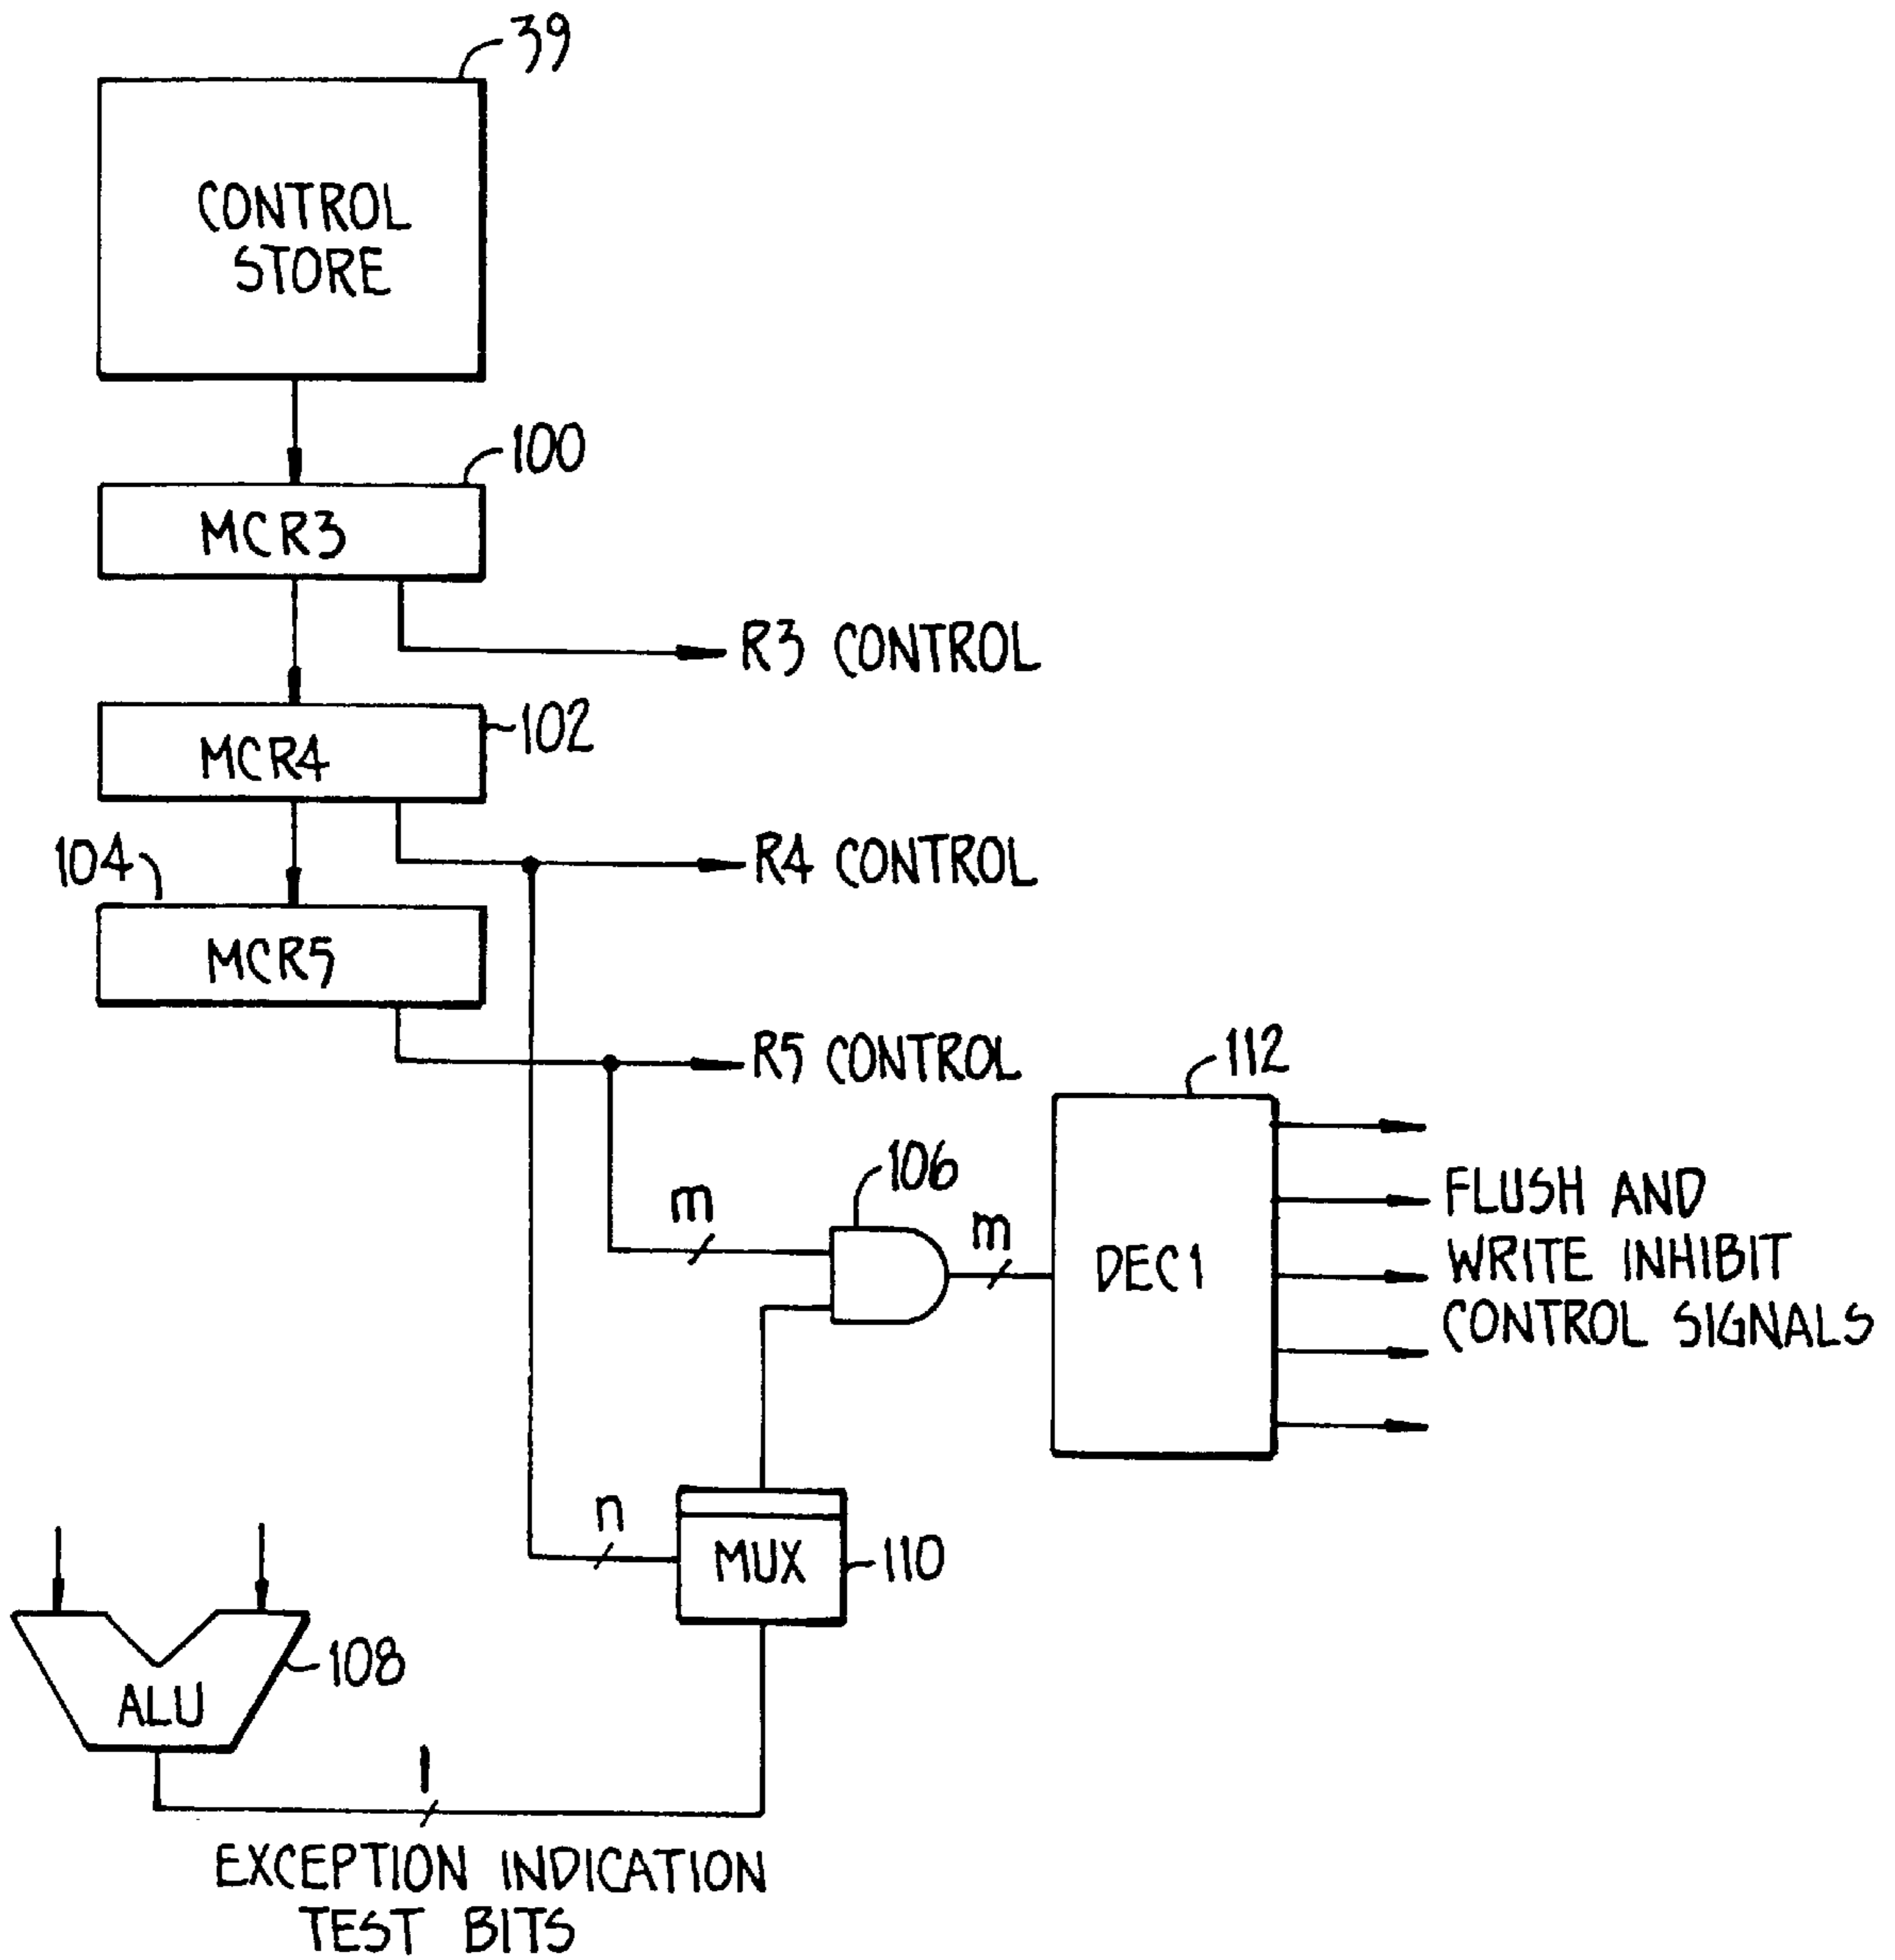 39
CONTROL
STORE
100
MCR3
R3 CONTROL
102
MCR4
104
R4 CONTROL
MCR5
R5 CONTROL
112
106
m
m
DEC1
FLUSH AND
WRITE INHIBIT
CONTROL SIGNALS
n
MUX
110
108
ALU
l
EXCEPTION INDICATION
TEST BITS